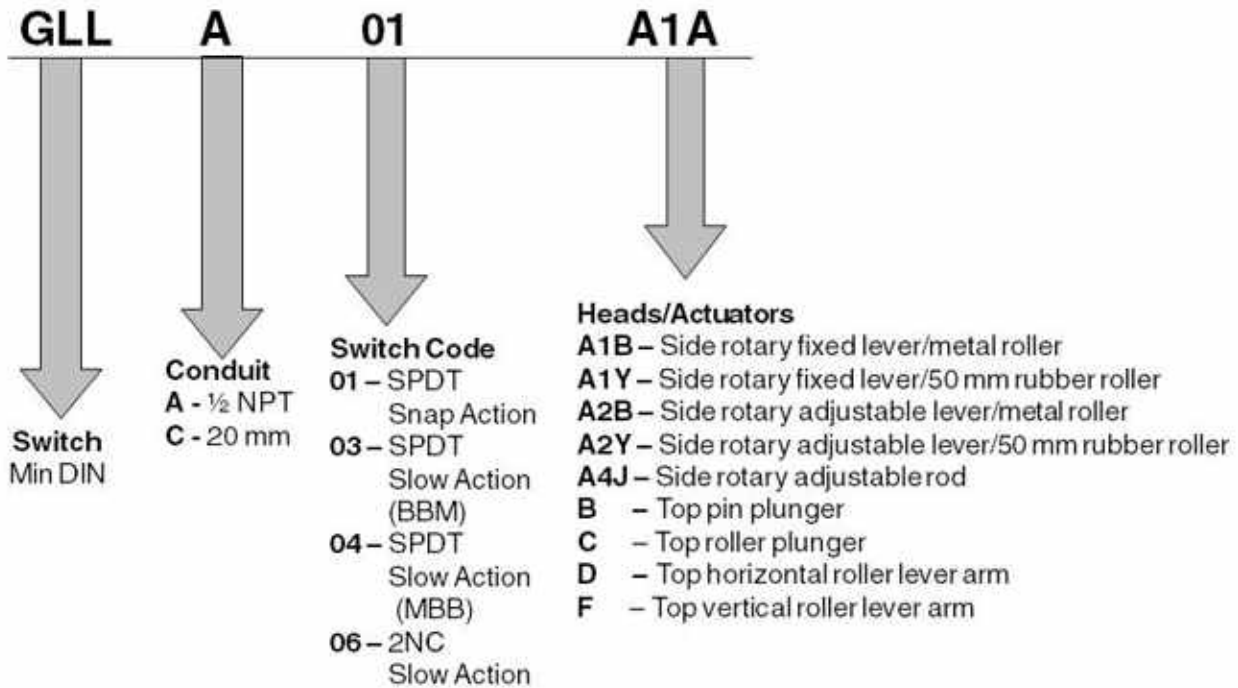 GLL A 01 A1A
Switch
Min DIN
Conduit
A - ½ NPT
C - 20 mm
Switch Code
01 – SPDT
Snap Action
03 – SPDT
Slow Action
(BBM)
04 – SPDT
Slow Action
(MBB)
06 – 2NC
Slow Action
Heads/Actuators
A1B – Side rotary fixed lever/metal roller
A1Y – Side rotary fixed lever/50 mm rubber roller
A2B – Side rotary adjustable lever/metal roller
A2Y – Side rotary adjustable lever/50 mm rubber roller
A4J – Side rotary adjustable rod
B – Top pin plunger
C – Top roller plunger
D – Top horizontal roller lever arm
F – Top vertical roller lever arm